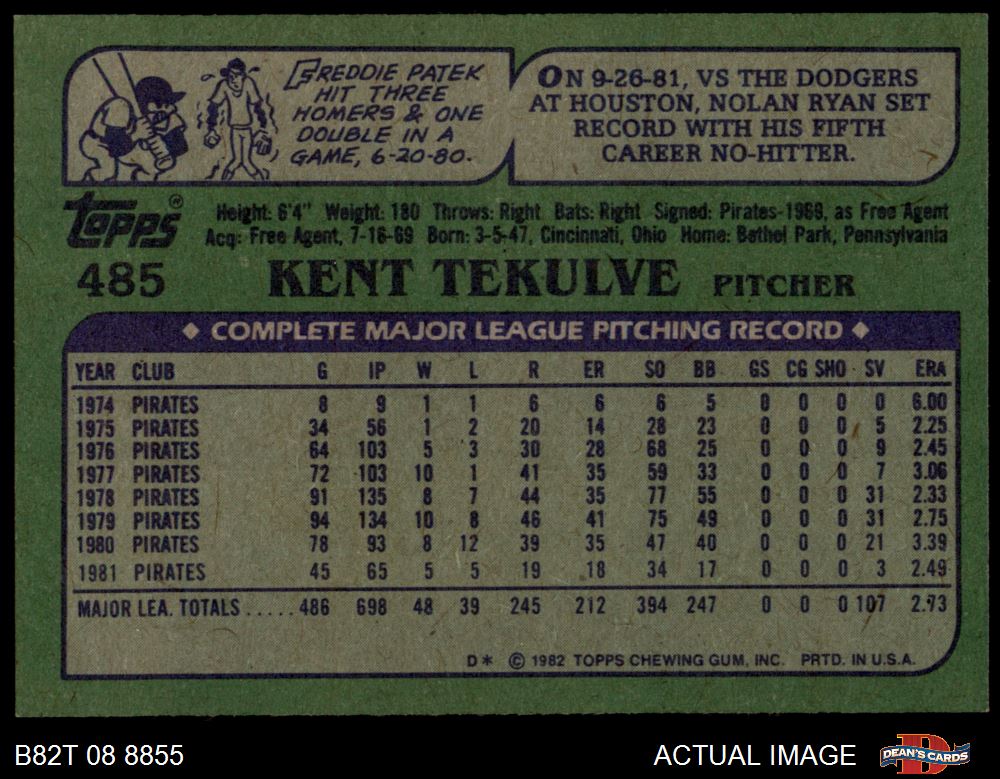 FREDDIE PATEK
HIT THREE
HOMERS & ONE
DOUBLE IN A
GAME, 6-20-80.
ON 9-26-81, VS THE DODGERS
AT HOUSTON, NOLAN RYAN SET
RECORD WITH HIS FIFTH
CAREER NO-HITTER.
Topps®
Height: 6'4" Weight: 180 Throws: Right Bats: Right Signed: Pirates-1969, as Free Agent
Acq: Free Agent, 7-16-69 Born: 3-5-47, Cincinnati, Ohio Home: Bethel Park, Pennsylvania
485 KENT TEKULVE PITCHER
◆ COMPLETE MAJOR LEAGUE PITCHING RECORD ◆
YEAR CLUB G IP W L R ER SO BB GS CG SHO SV ERA
1974 PIRATES 8 9 1 1 6 6 6 5 0 0 0 0 6.00
1975 PIRATES 34 56 1 2 20 14 28 23 0 0 0 5 2.25
1976 PIRATES 64 103 5 3 30 28 68 25 0 0 0 9 2.45
1977 PIRATES 72 103 10 1 41 35 59 33 0 0 0 7 3.06
1978 PIRATES 91 135 8 7 44 35 77 55 0 0 0 31 2.33
1979 PIRATES 94 134 10 8 46 41 75 49 0 0 0 31 2.75
1980 PIRATES 78 93 8 12 39 35 47 40 0 0 0 21 3.39
1981 PIRATES 45 65 5 5 19 18 34 17 0 0 0 3 2.49
MAJOR LEA. TOTALS.....486 698 48 39 245 212 394 247 0 0 0 107 2.73
D* © 1982 TOPPS CHEWING GUM, INC. PRTD. IN U.S.A.
B82T 08 8855 ACTUAL IMAGE DEAN'S CARDS